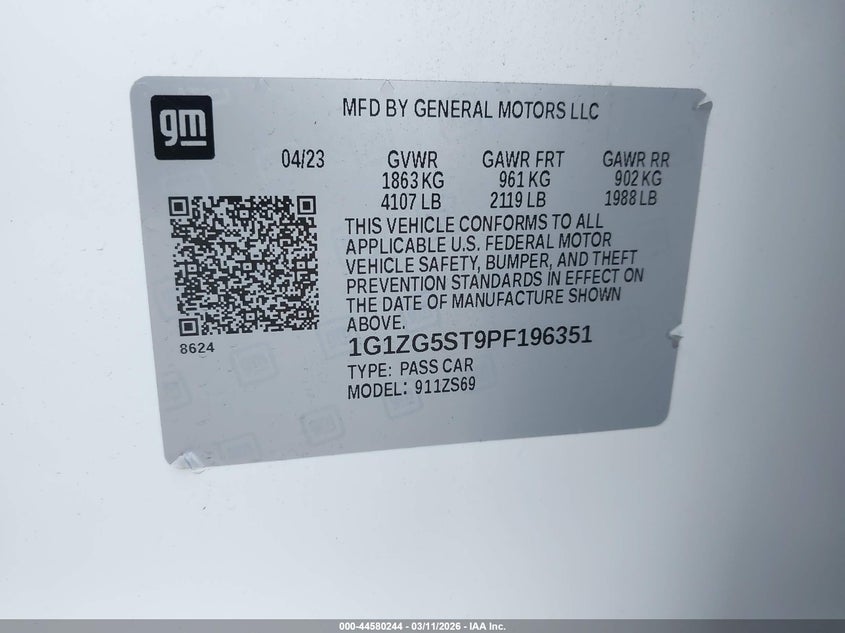 gm
MFD BY GENERAL MOTORS LLC
04/23 GVWR GAWR FRT GAWR RR
1863 KG 961 KG 902 KG
4107 LB 2119 LB 1988 LB
THIS VEHICLE CONFORMS TO ALL
APPLICABLE U.S. FEDERAL MOTOR
VEHICLE SAFETY, BUMPER, AND THEFT
PREVENTION STANDARDS IN EFFECT ON
THE DATE OF MANUFACTURE SHOWN
ABOVE.
8624
1G1ZG5ST9PF196351
TYPE: PASS CAR
MODEL: 911ZS69
000-44580244 | 03/11/2026 - IAA Inc.